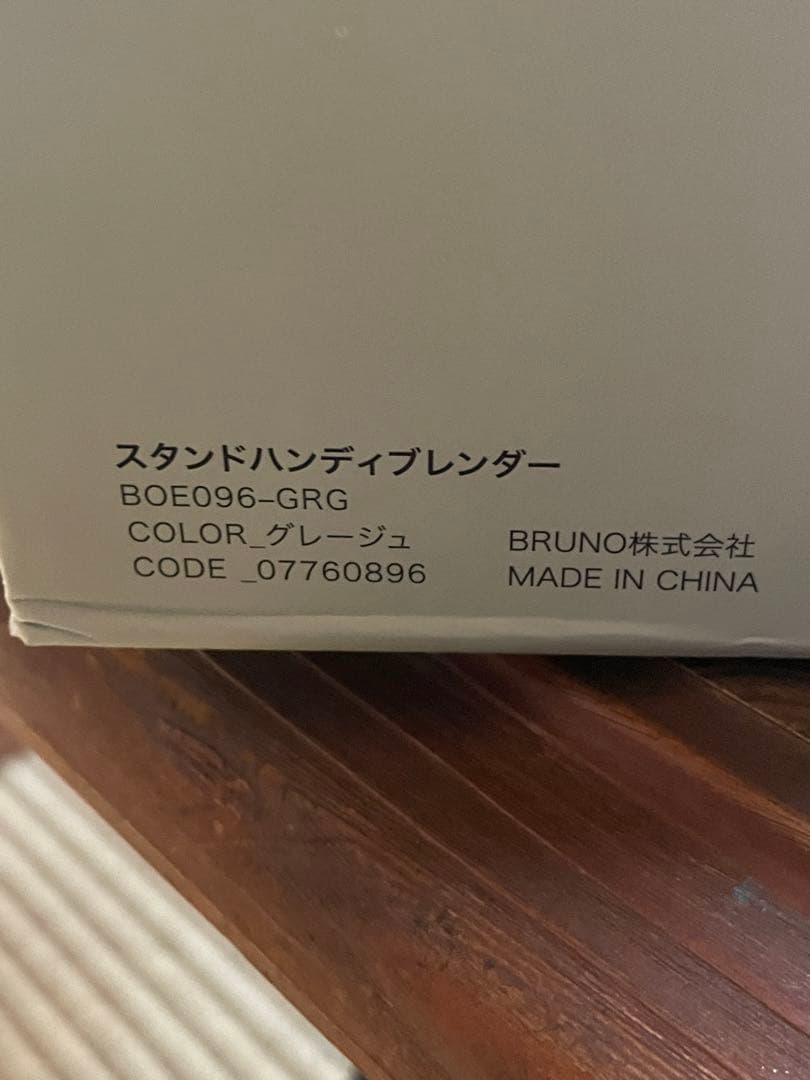 スタンドハンディブレンダー
BOE096-GRG
COLOR_グレージュ
CODE _07760896
BRUNO株式会社
MADE IN CHINA